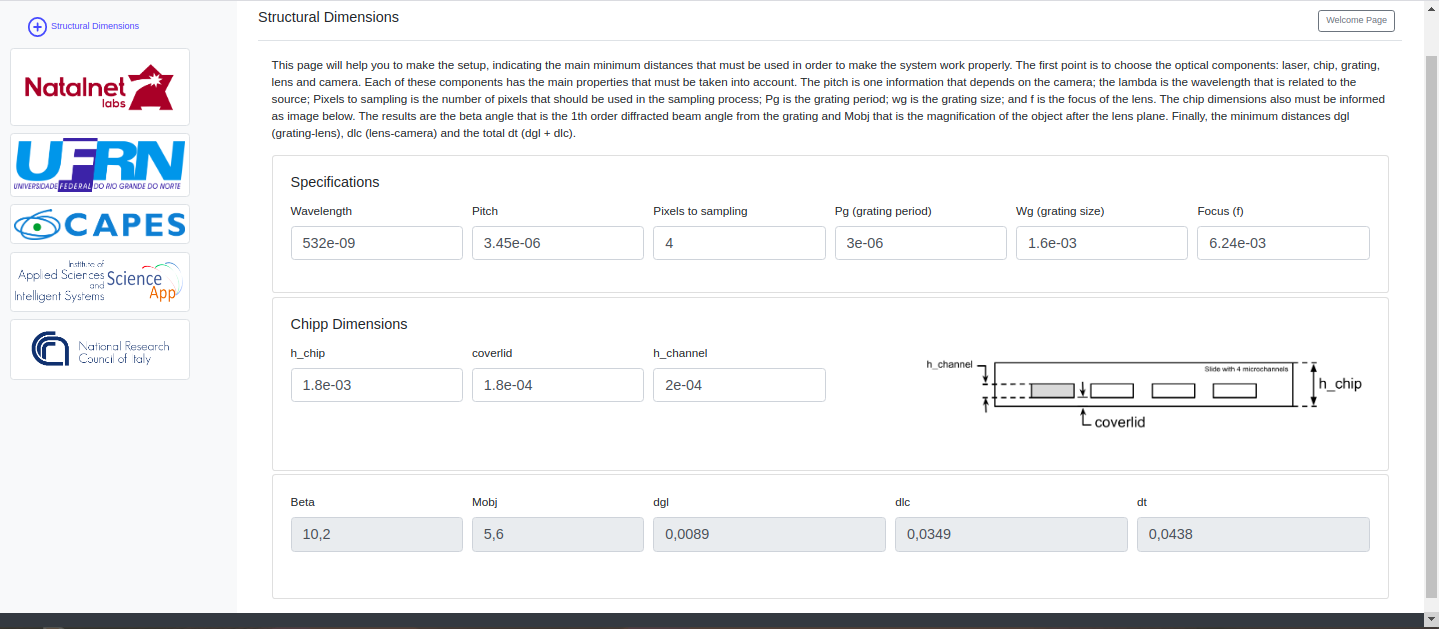 Structural Dimensions
Natalnet
labs
UFRN
UNIVERSIDADE FEDERAL DO RIO GRANDE DO NORTE
CAPES
Institute of
Applied Sciences
and
Intelligent Systems
Science
App
National Research
Council of Italy
Structural Dimensions
Welcome Page
This page will help you to make the setup, indicating the main minimum distances that must be used in order to make the system work properly. The first point is to choose the optical components: laser, chip, grating,
lens and camera. Each of these components has the main properties that must be taken into account. The pitch is one information that depends on the camera; the lambda is the wavelength that is related to the
source; Pixels to sampling is the number of pixels that should be used in the sampling process; Pg is the grating period; wg is the grating size; and f is the focus of the lens. The chip dimensions also must be informed
as image below. The results are the beta angle that is the 1th order diffracted beam angle from the grating and Mobj that is the magnification of the object after the lens plane. Finally, the minimum distances dgl
(grating-lens), dlc (lens-camera) and the total dt (dgl + dlc).
Specifications
Wavelength Pitch Pixels to sampling Pg (grating period) Wg (grating size) Focus (f)
532e-09 3.45e-06 4 3e-06 1.6e-03 6.24e-03
Chipp Dimensions
h_chip coverlid h_channel
1.8e-03 1.8e-04 2e-04
h_channel
Slide with 4 microchannels
h_chip
coverlid
Beta Mobj dgl dlc dt
10,2 5,6 0,0089 0,0349 0,0438